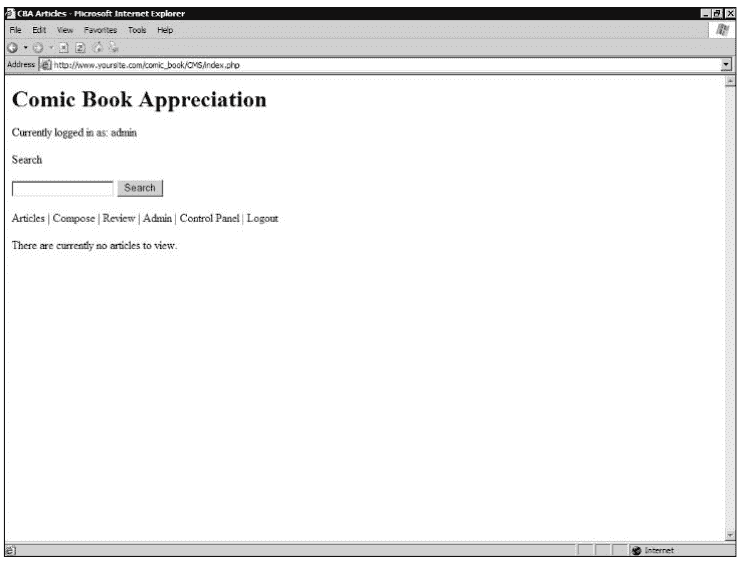 CBA Articles - Microsoft Internet Explorer
File Edit View Favorites Tools Help
Address http://www.yoursite.com/comic_book/CMS/index.php
Comic Book Appreciation
Currently logged in as: admin
Search
Search
Articles | Compose | Review | Admin | Control Panel | Logout
There are currently no articles to view.
Internet